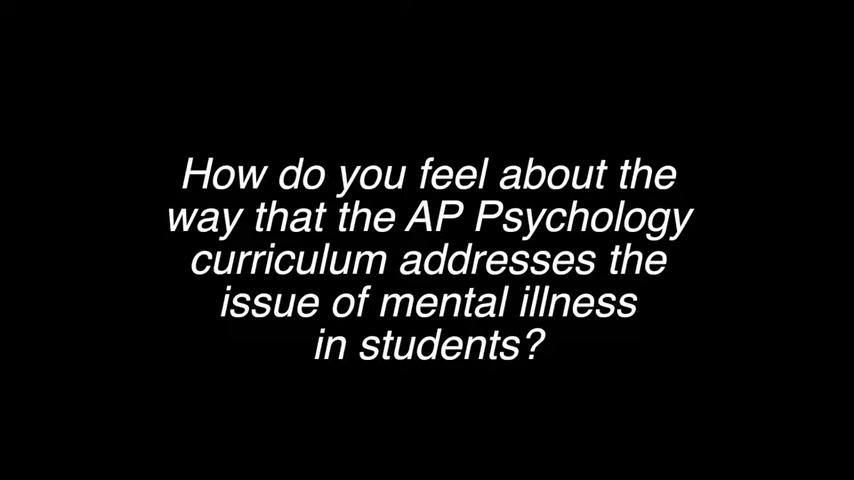 How do you feel about the
way that the AP Psychology
curriculum addresses the
issue of mental illness
in students?